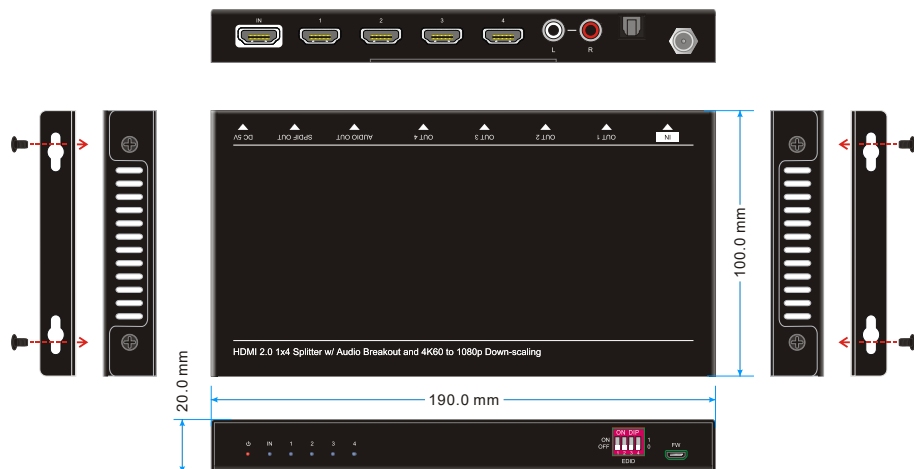 IN 1 2 3 4
L R
DC 5V SPDIF OUT AUDIO OUT OUT 4 OUT 3 OUT 2 OUT 1 IN
100.0 mm
HDMI 2.0 1x4 Splitter w/ Audio Breakout and 4K60 to 1080p Down-scaling
190.0 mm
20.0 mm
IN 1 2 3 4
ON DIP
ON 1
OFF 0
1 2 3 4
EDID
FW